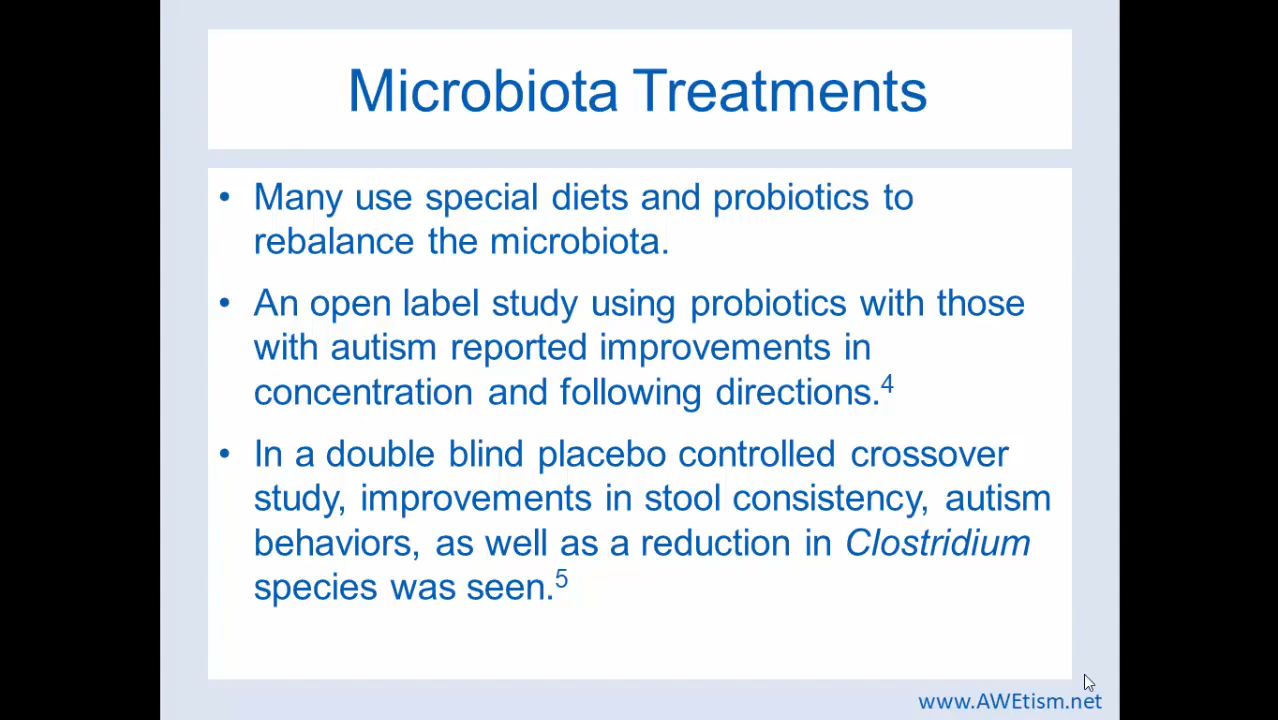 Microbiota Treatments
• Many use special diets and probiotics to
rebalance the microbiota.
• An open label study using probiotics with those
with autism reported improvements in
concentration and following directions.4
• In a double blind placebo controlled crossover
study, improvements in stool consistency, autism
behaviors, as well as a reduction in Clostridium
species was seen.5
www.AWEtism.net